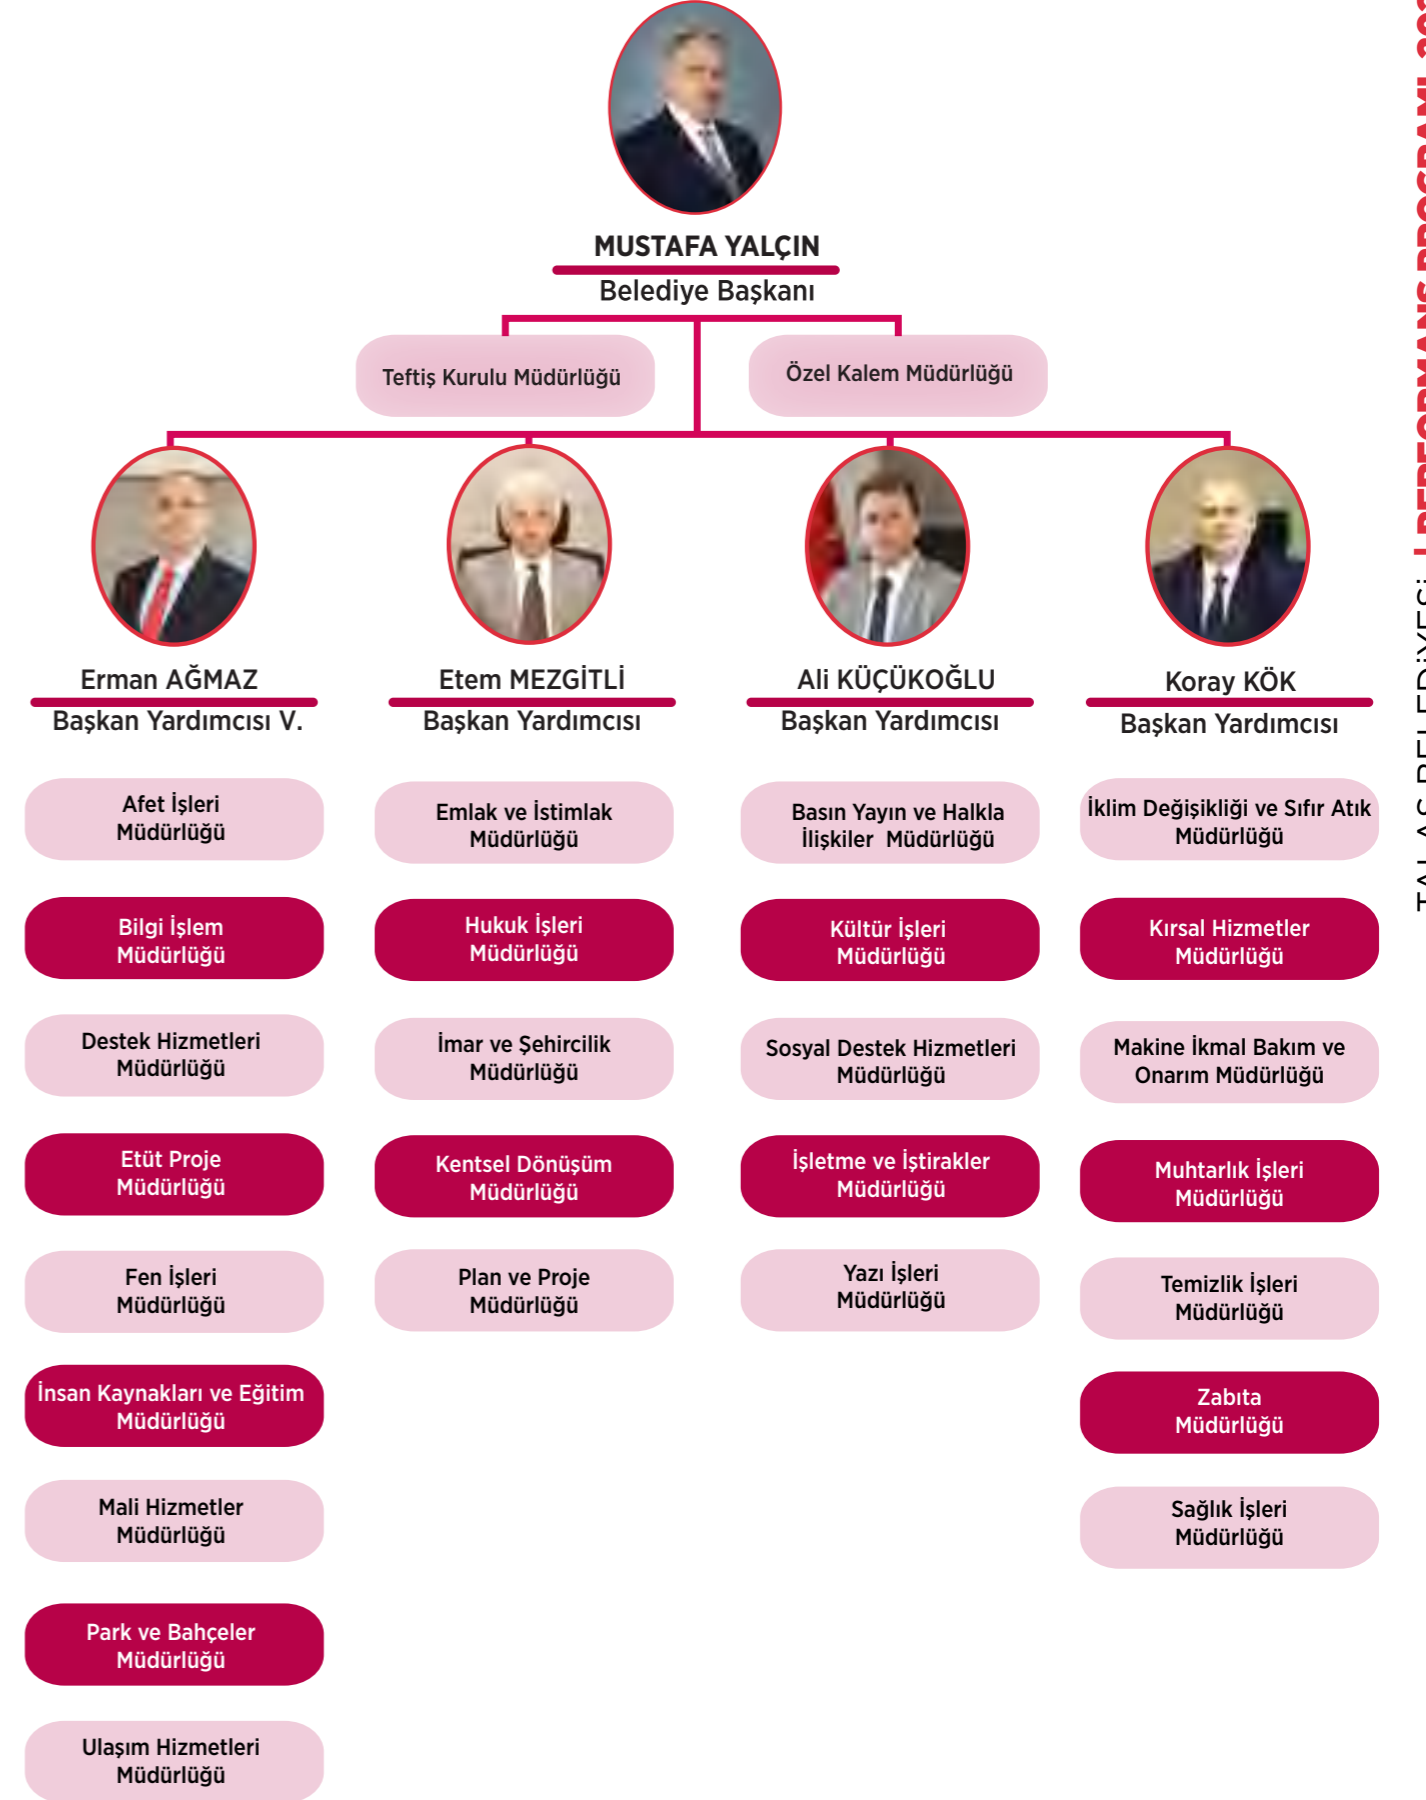 MUSTAFA YALÇIN
Belediye Başkanı
Teftiş Kurulu Müdürlüğü
Özel Kalem Müdürlüğü
Erman AĞMAZ
Başkan Yardımcısı V.
Afet İşleri
Müdürlüğü
Bilgi İşlem
Müdürlüğü
Destek Hizmetleri
Müdürlüğü
Etüt Proje
Müdürlüğü
Fen İşleri
Müdürlüğü
İnsan Kaynakları ve Eğitim
Müdürlüğü
Mali Hizmetler
Müdürlüğü
Park ve Bahçeler
Müdürlüğü
Ulaşım Hizmetleri
Müdürlüğü
Etem MEZGİTLİ
Başkan Yardımcısı
Emlak ve İstimlak
Müdürlüğü
Hukuk İşleri
Müdürlüğü
İmar ve Şehircilik
Müdürlüğü
Kentsel Dönüşüm
Müdürlüğü
Plan ve Proje
Müdürlüğü
Ali KÜÇÜKOĞLU
Başkan Yardımcısı
Basın Yayın ve Halkla
İlişkiler Müdürlüğü
Kültür İşleri
Müdürlüğü
Sosyal Destek Hizmetleri
Müdürlüğü
İşletme ve İştirakler
Müdürlüğü
Yazı İşleri
Müdürlüğü
Koray KÖK
Başkan Yardımcısı
İklim Değişikliği ve Sıfır Atık
Müdürlüğü
Kırsal Hizmetler
Müdürlüğü
Makine İkmal Bakım ve
Onarım Müdürlüğü
Muhtarlık İşleri
Müdürlüğü
Temizlik İşleri
Müdürlüğü
Zabıta
Müdürlüğü
Sağlık İşleri
Müdürlüğü
TALAS BELEDİYESİ | PERFORMANS PROGRAMI